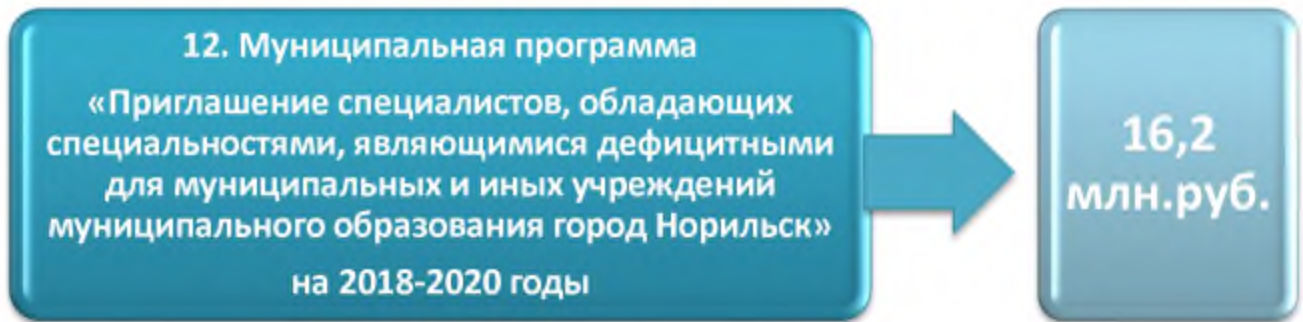 12. Муниципальная программа
«Приглашение специалистов, обладающих
специальностями, являющимися дефицитными
для муниципальных и иных учреждений
муниципального образования город Норильск»
на 2018-2020 годы
16,2
млн.руб.